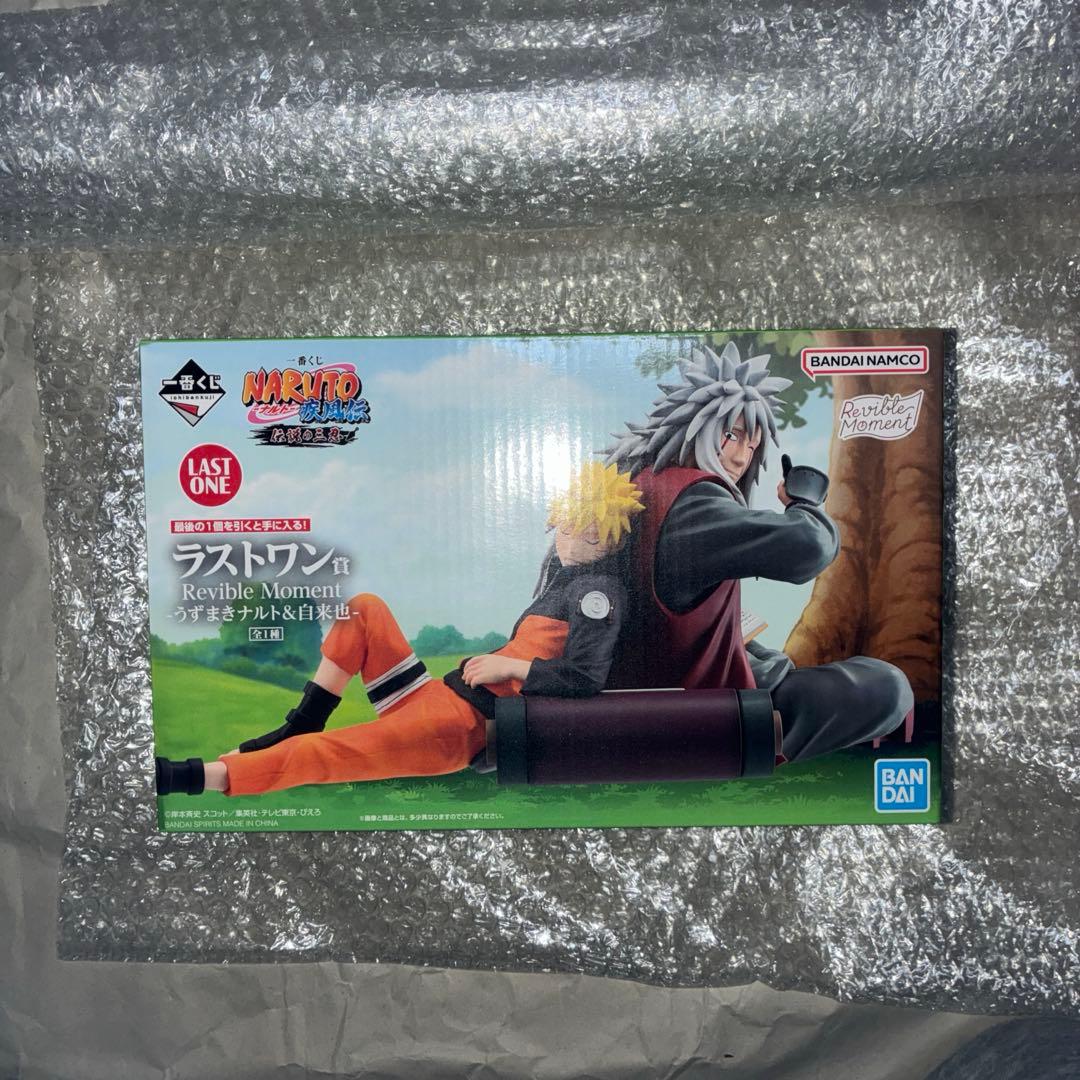 一番くじ
ichibankuji
一番くじ
NARUTO
-ナルト-
疾風伝
伝説の三忍
LAST
ONE
最後の1個を引くと手に入る!
ラストワン賞
Revible Moment
-うずまきナルト&自来也-
全1種
BANDAI NAMCO
Revible
Moment
BAN
DAI
©岸本斉史 スコット/集英社・テレビ東京・ぴえろ
BANDAI SPIRITS MADE IN CHINA
※画像と商品とは、多少異なりますのでご了承ください。